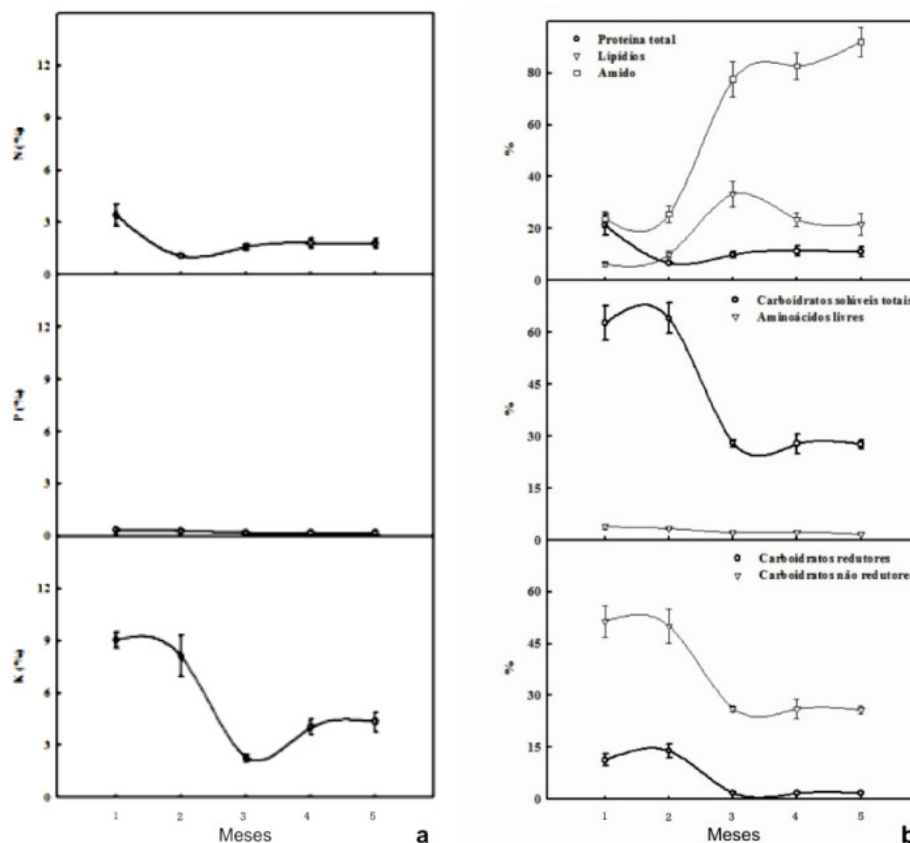 12
9
6
3
0
N (%)
12
9
6
3
0
P (%)
12
9
6
3
0
K (%)
1 2 3 4 5
Meses
a
Proteína total
Lipídios
Amido
80
60
40
20
0
%
Carboidratos solúveis totais
Aminoácidos livres
60
45
30
15
0
%
Carboidratos redutores
Carboidratos não redutores
60
45
30
15
0
%
1 2 3 4 5
Meses
b